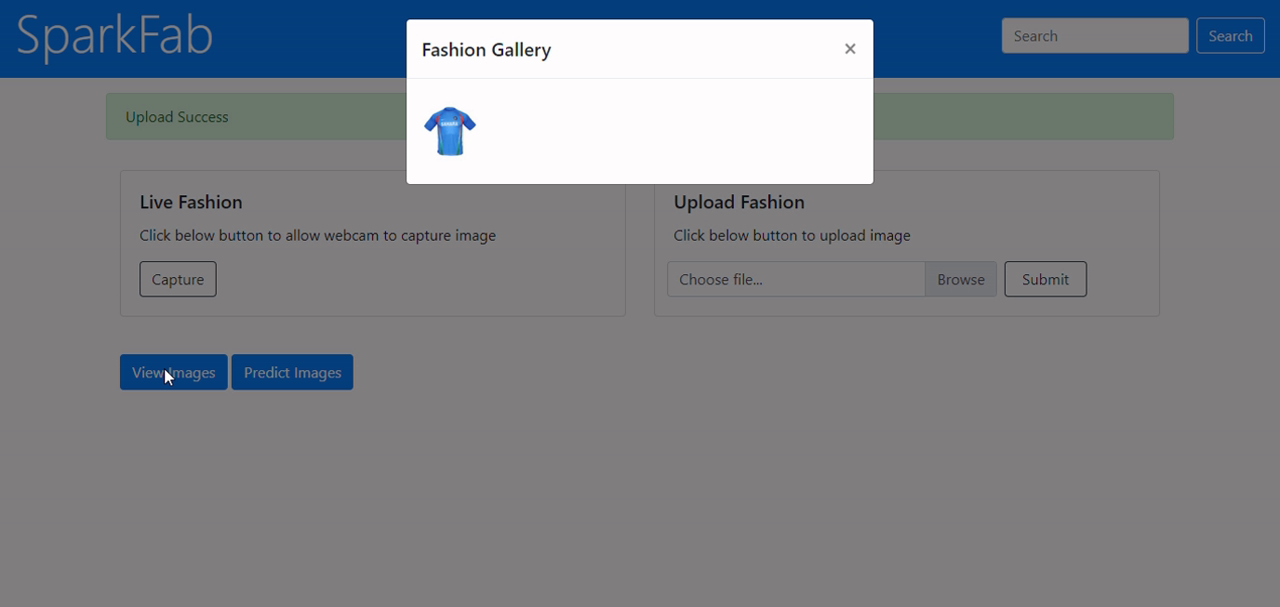 SparkFab
Fashion Gallery
×
Search
Search
Upload Success
Live Fashion
Click below button to allow webcam to capture image
Capture
Upload Fashion
Click below button to upload image
Choose file...
Browse
Submit
View Images
Predict Images